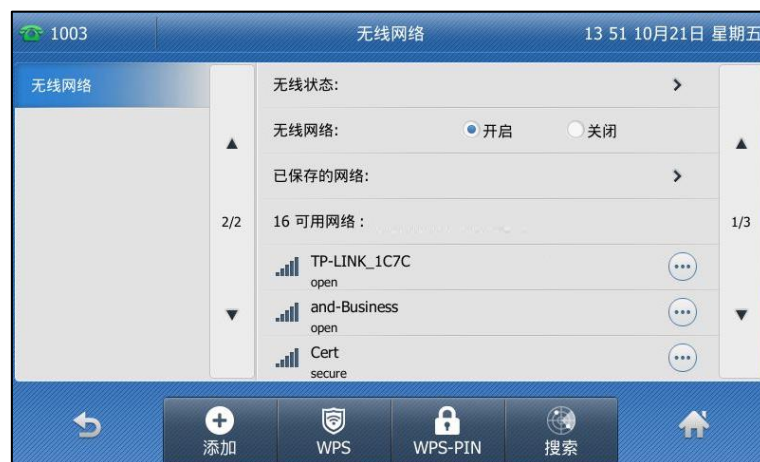 1003
无线网络
13 51 10月21日 星期五
无线网络
无线状态:
无线网络: 开启 关闭
已保存的网络:
2/2
16 可用网络：
1/3
TP-LINK_1C7C
open
and-Business
open
Cert
secure
添加
WPS
WPS-PIN
搜索